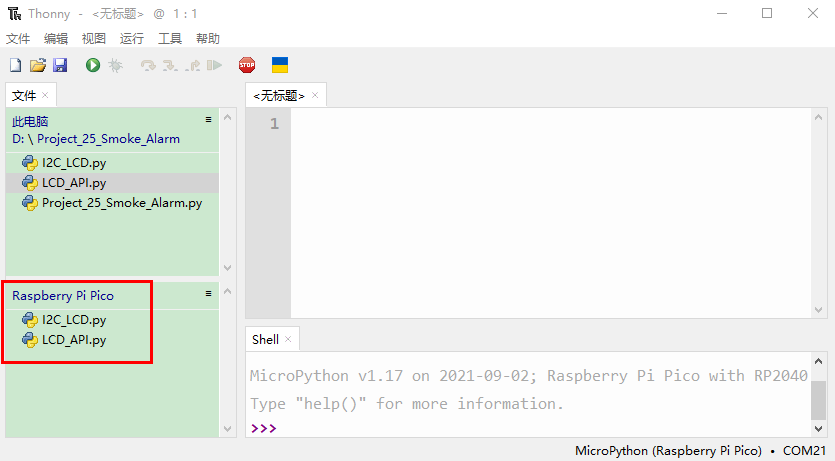 Thonny - <无标题> @ 1 : 1
文件 编辑 视图 运行 工具 帮助
STOP
文件 ×
<无标题> ×
此电脑 ≡
D: \ Project_25_Smoke_Alarm
I2C_LCD.py
LCD_API.py
Project_25_Smoke_Alarm.py
1
Raspberry Pi Pico ≡
I2C_LCD.py
LCD_API.py
Shell ×
MicroPython v1.17 on 2021-09-02; Raspberry Pi Pico with RP2040
Type "help()" for more information.
>>>
MicroPython (Raspberry Pi Pico) • COM21